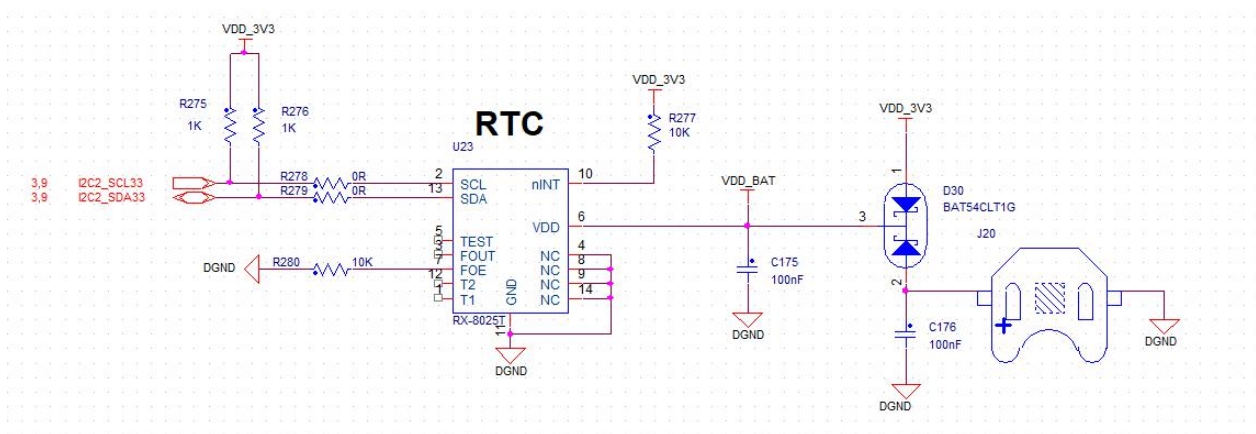 VDD_3V3
R275
1K
R276
1K
VDD_3V3
R277
10K
VDD_3V3
RTC
U23
3,9 I2C2_SCL33
3,9 I2C2_SDA33
R278 0R
R279 0R
2 SCL
13 SDA
nINT 10
VDD_BAT
VDD 6
3
1
D30
BAT54CLT1G
J20
5 TEST
3 FOUT
7 FOE
12 T2
1 T1
NC 4
NC 8
NC 9
NC 14
GND
11
RX-8025T
DGND
R280 10K
DGND
C175
100nF
DGND
2
C176
100nF
DGND
+
DGND